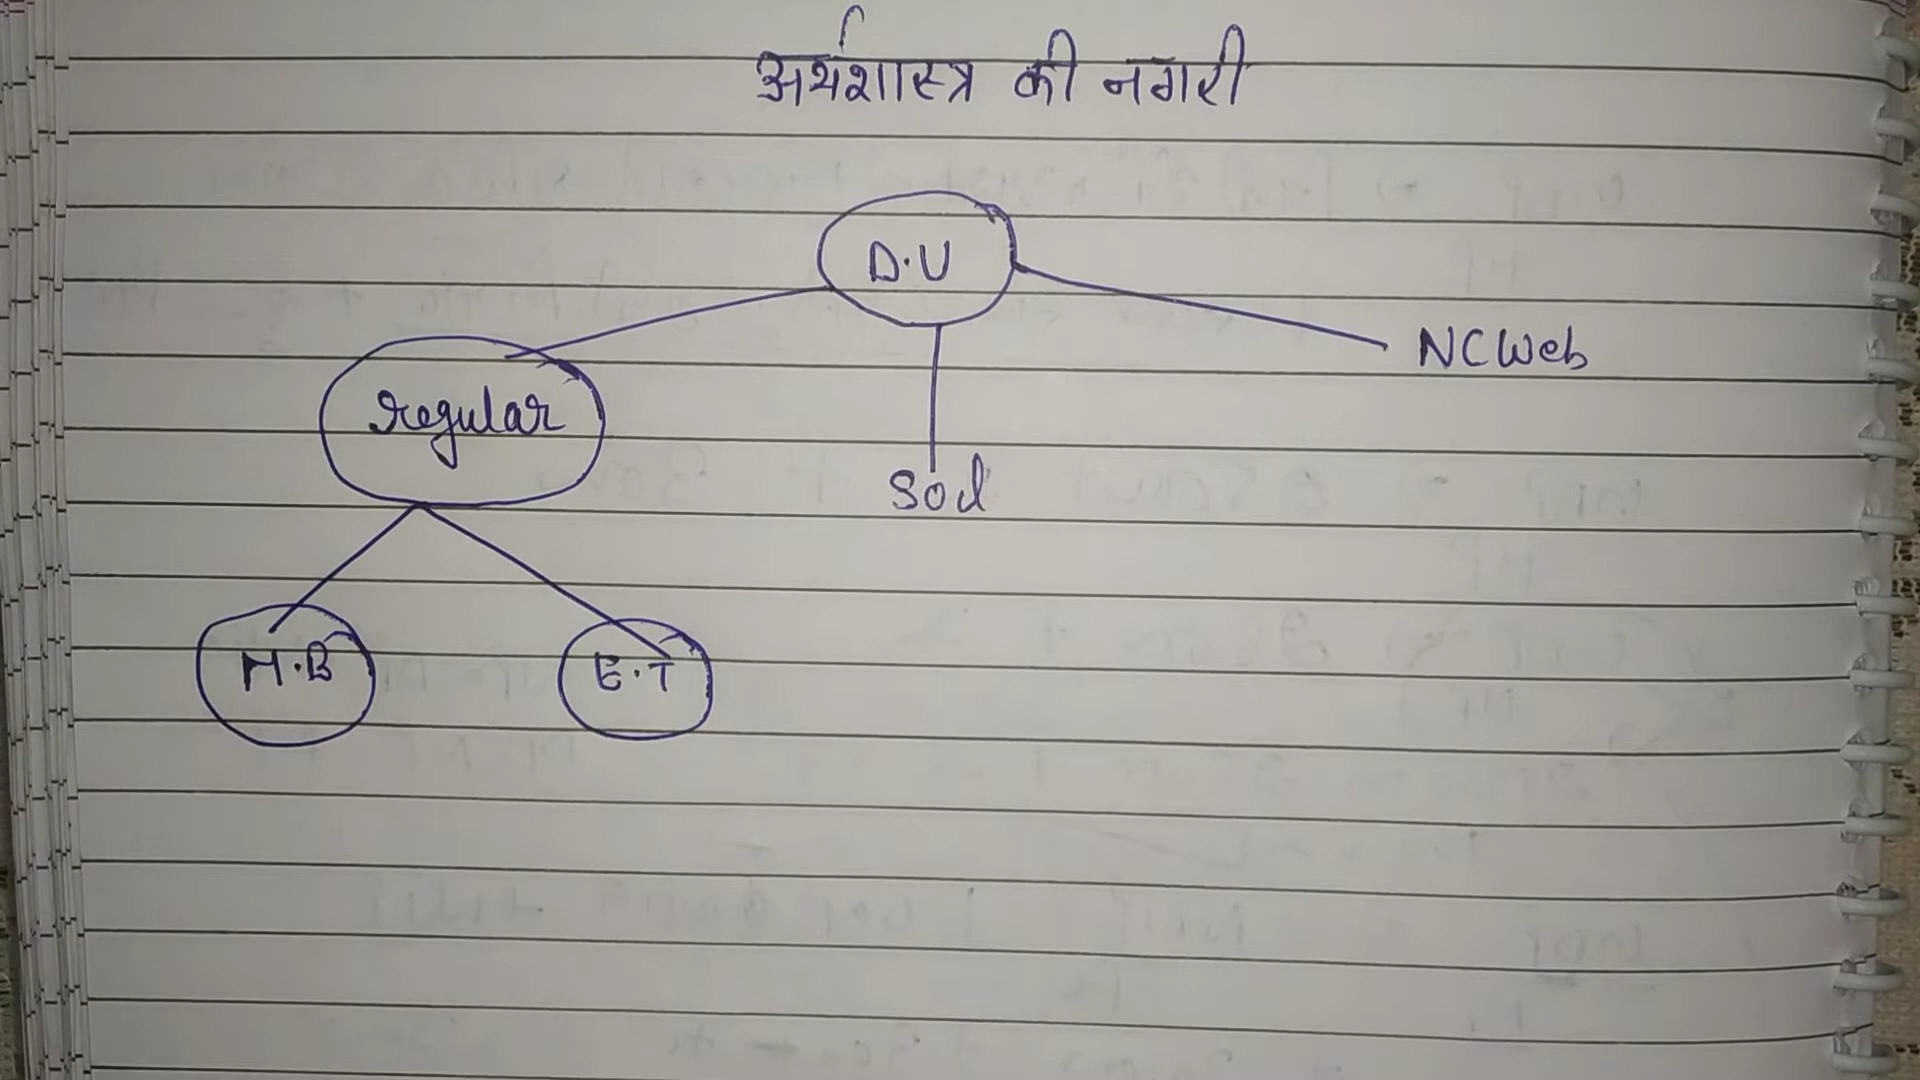 अर्थशास्त्र की नगरी
D.U
NCWeb
regular
Sol
H.B
E.T